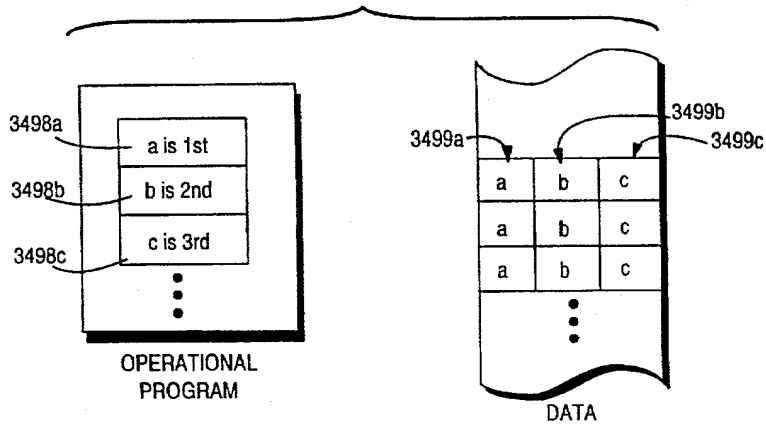 3498a
a is 1st
3498b
b is 2nd
3498c
c is 3rd
OPERATIONAL
PROGRAM
3499a
3499b
3499c
a b c
a b c
a b c
DATA